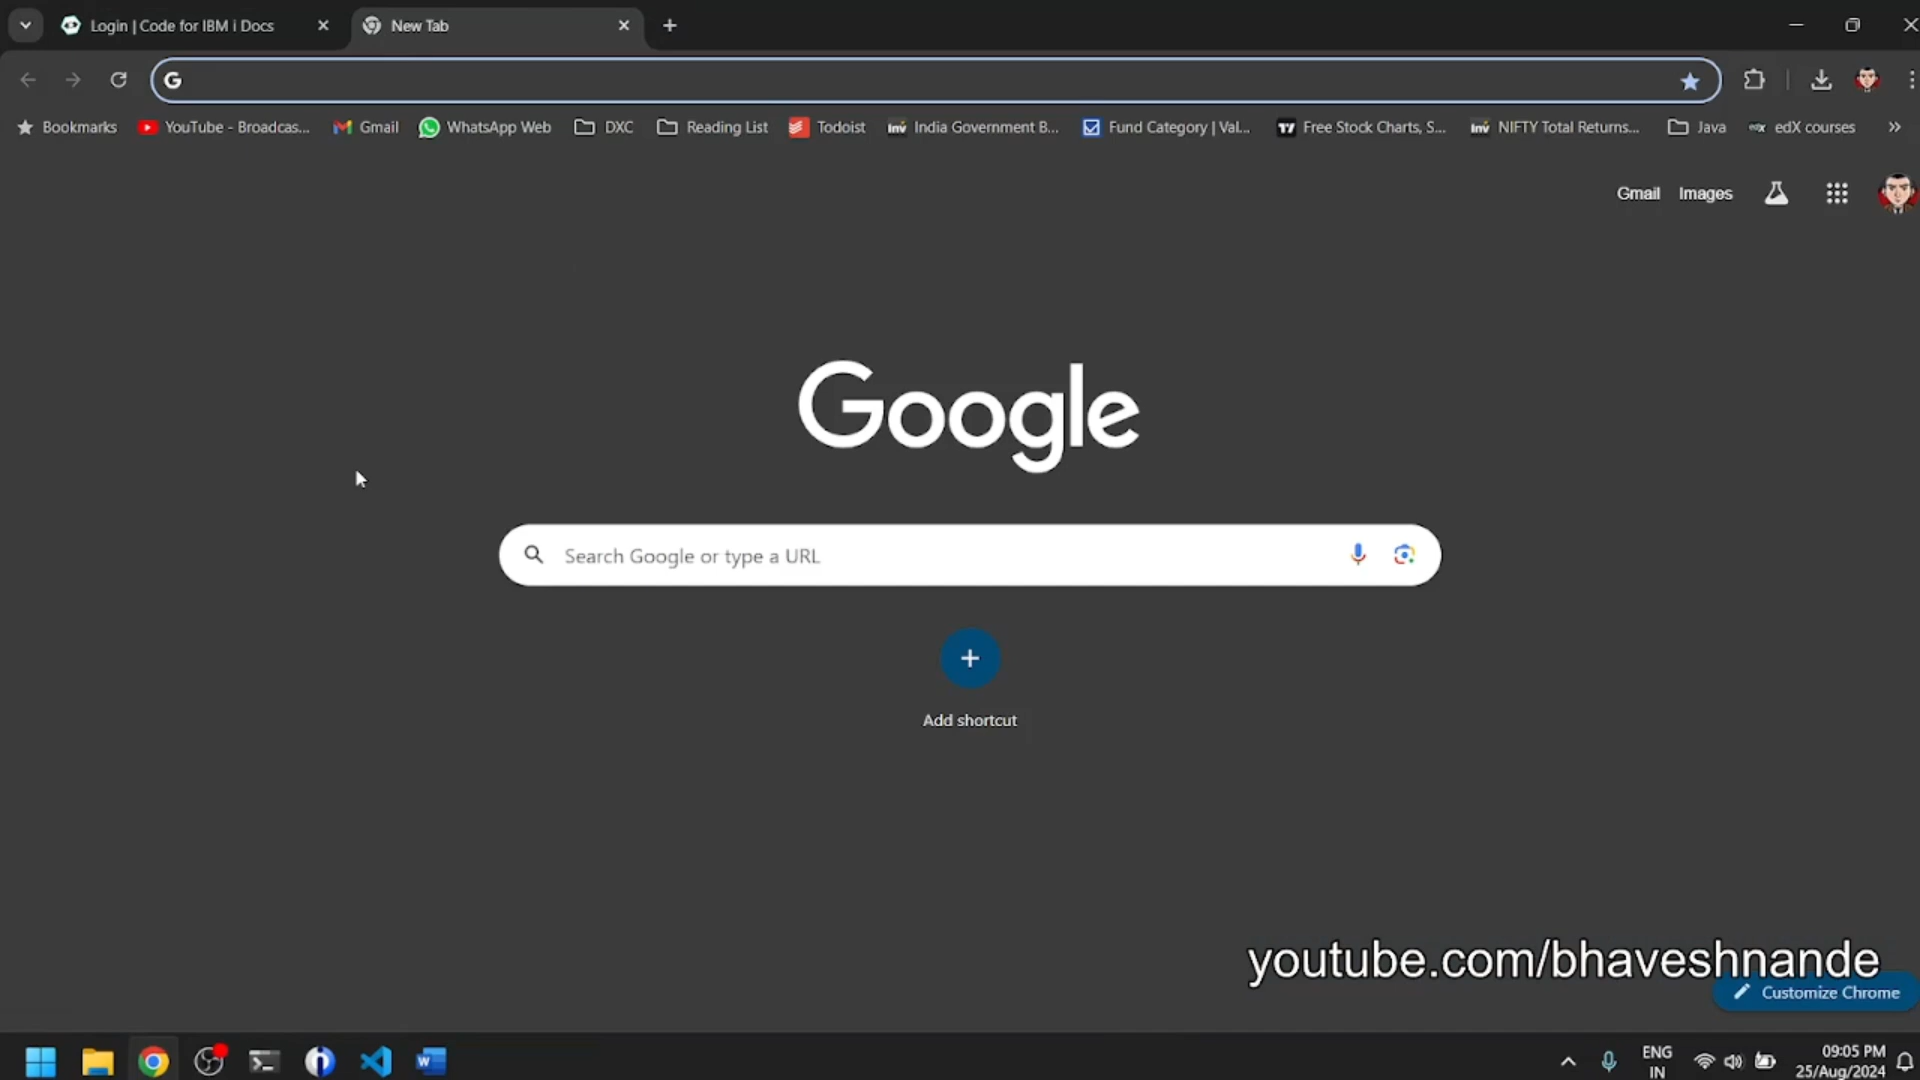 Login | Code for IBM i Docs
New Tab
Bookmarks
YouTube - Broadcas...
Gmail
WhatsApp Web
DXC
Reading List
Todoist
India Government B...
Fund Category | Val...
Free Stock Charts, S...
NIFTY Total Returns...
Java
edX courses
Gmail
Images
Google
Search Google or type a URL
Add shortcut
youtube.com/bhaveshnande
Customize Chrome
ENG
IN
09:05 PM
25/Aug/2024